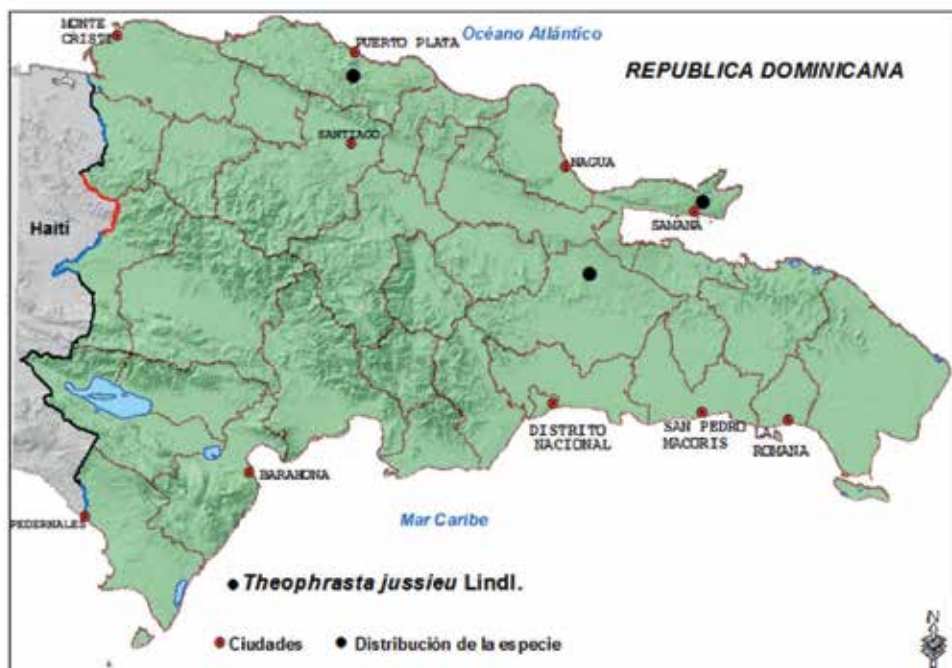 MONTE
CRISTI
PUERTO PLATA
Océano Atlántico
REPUBLICA DOMINICANA
SANTIAGO
NAGUA
SAMANA
Haití
DISTRITO
NACIONAL
SAN PEDRO
MACORIS
LA
ROMANA
BARAHONA
PEDERNALES
Mar Caribe
Theophrasta jussieu Lindl.
Ciudades
Distribución de la especie
N